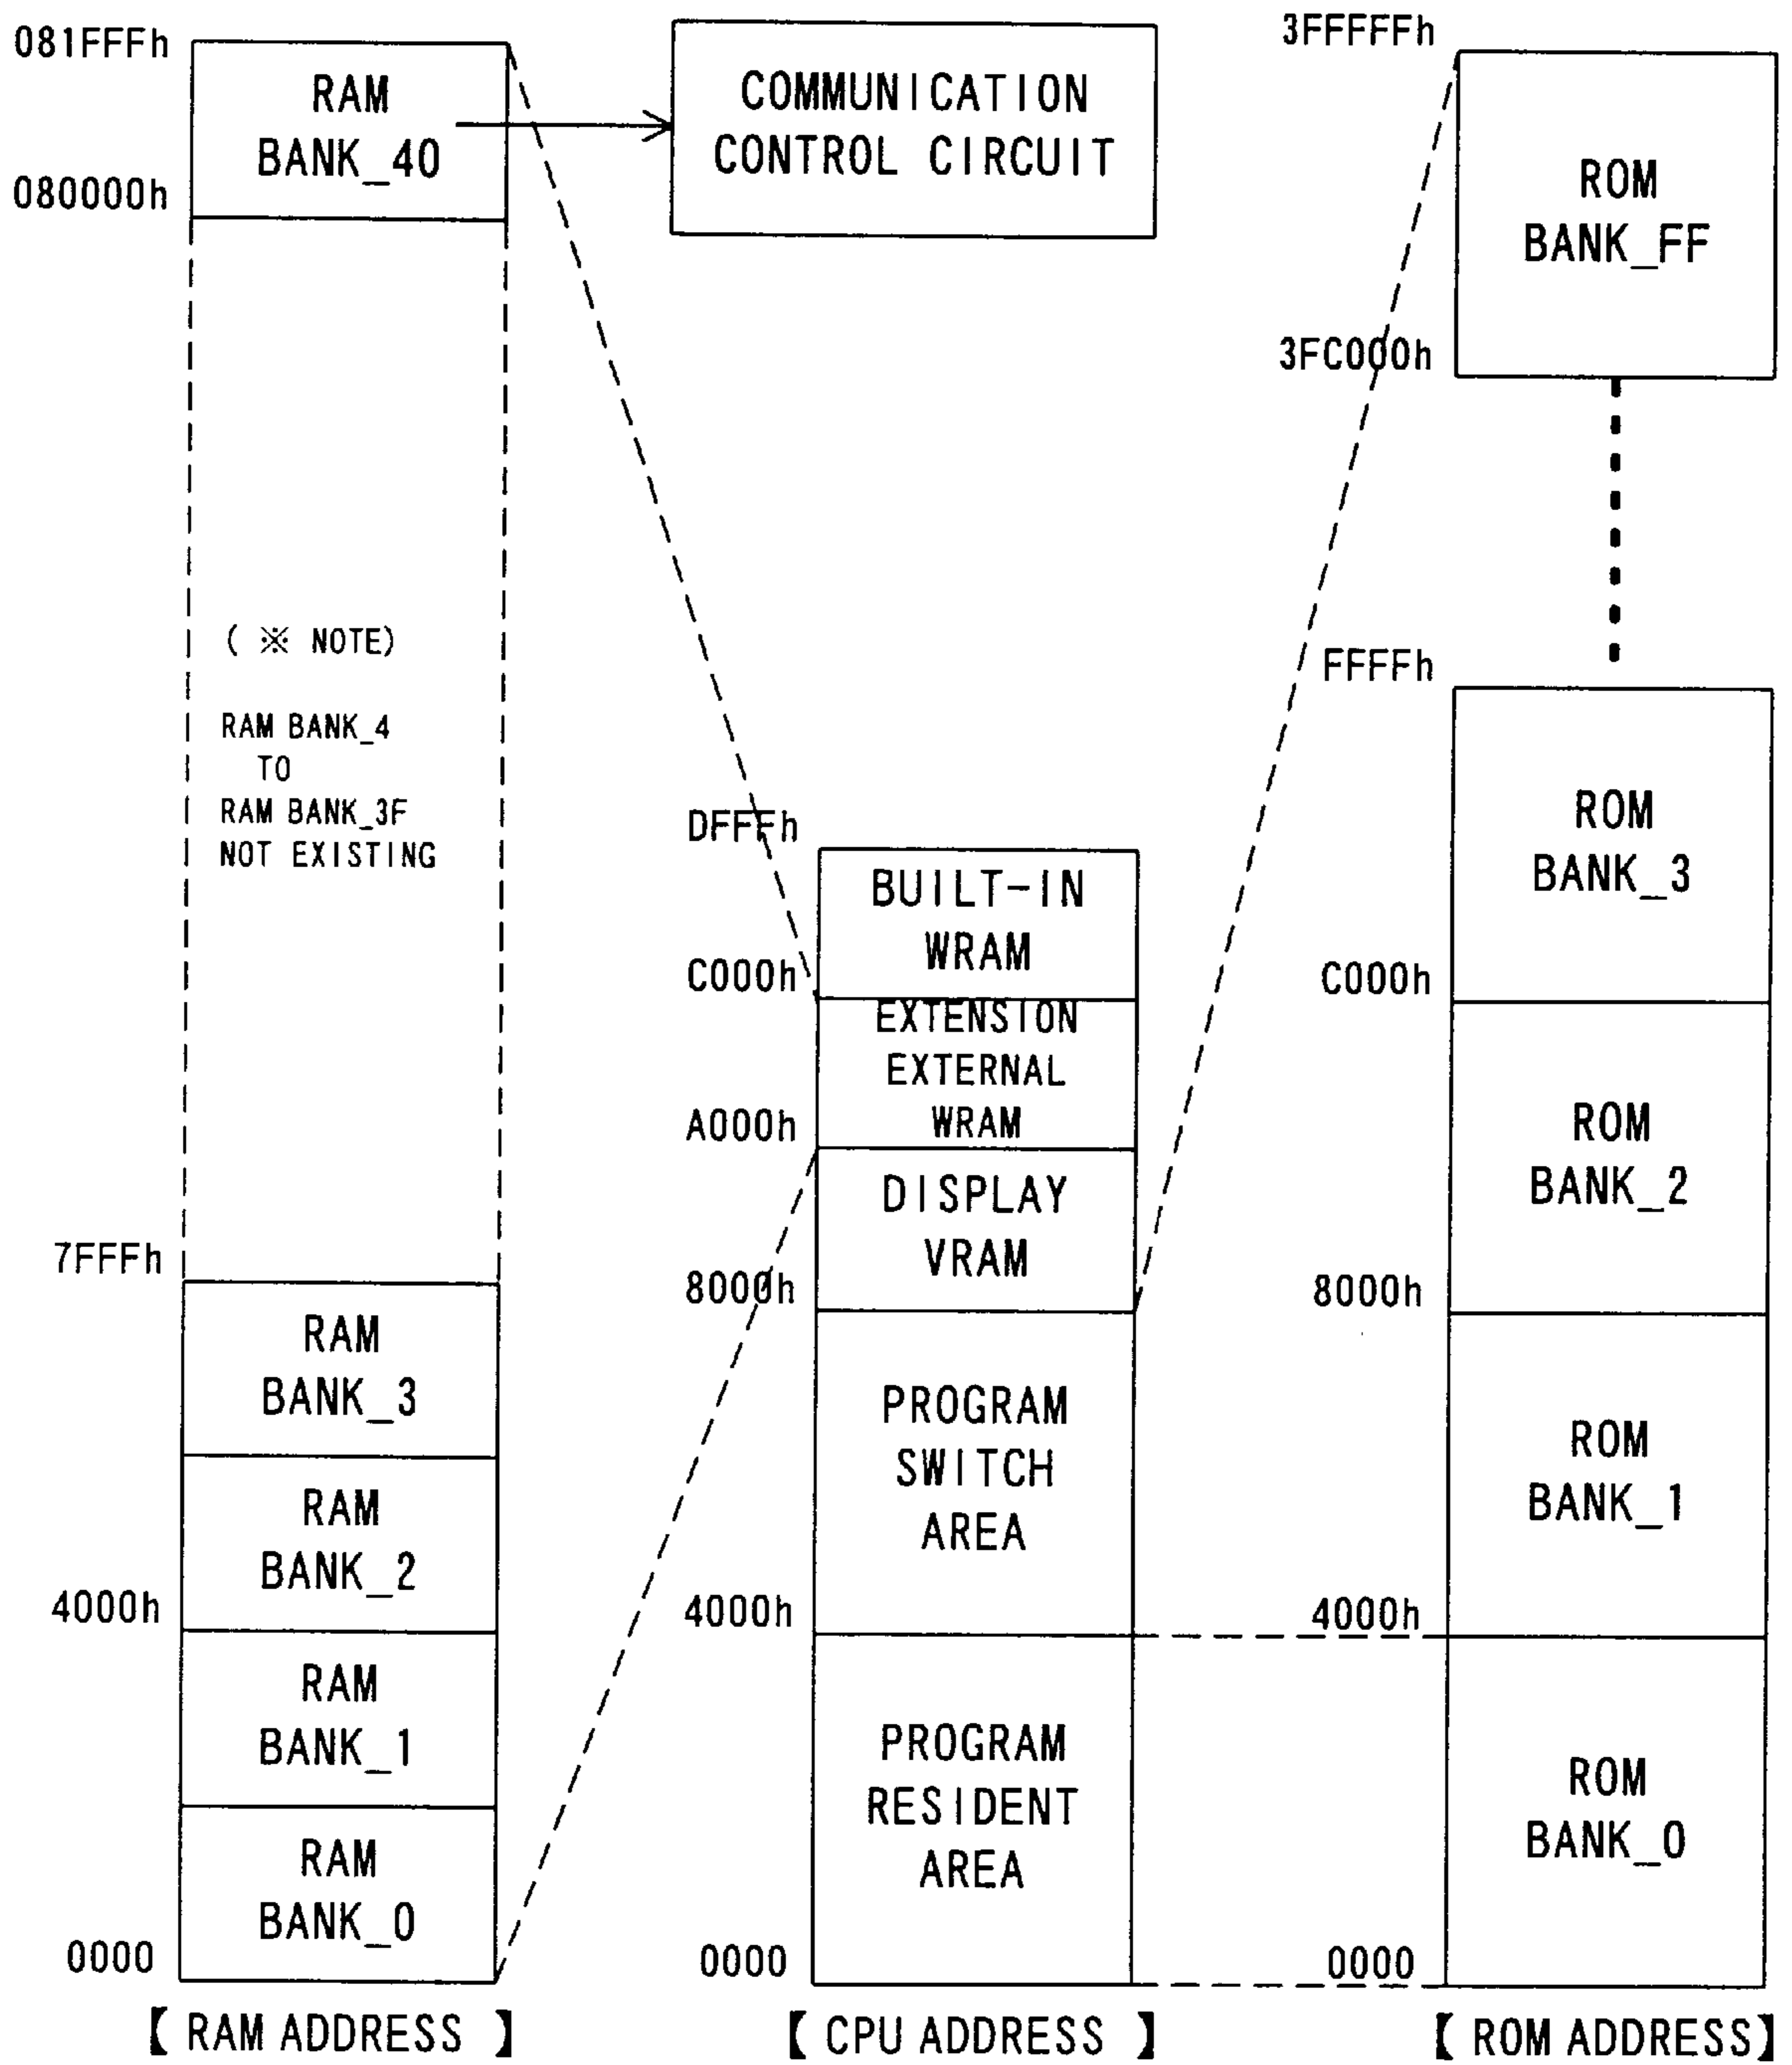 081FFFh
RAM
BANK_40
080000h
COMMUNICATION
CONTROL CIRCUIT
( ※ NOTE)
RAM BANK_4
TO
RAM BANK_3F
NOT EXISTING
7FFFh
RAM
BANK_3
RAM
BANK_2
4000h
RAM
BANK_1
RAM
BANK_0
0000
【 RAM ADDRESS 】
DFFFh
BUILT-IN
WRAM
C000h
EXTENSION
EXTERNAL
WRAM
A000h
DISPLAY
VRAM
8000h
PROGRAM
SWITCH
AREA
4000h
PROGRAM
RESIDENT
AREA
0000
【 CPU ADDRESS 】
3FFFFFh
ROM
BANK_FF
3FC000h
FFFFh
ROM
BANK_3
C000h
ROM
BANK_2
8000h
ROM
BANK_1
4000h
ROM
BANK_0
0000
【 ROM ADDRESS】